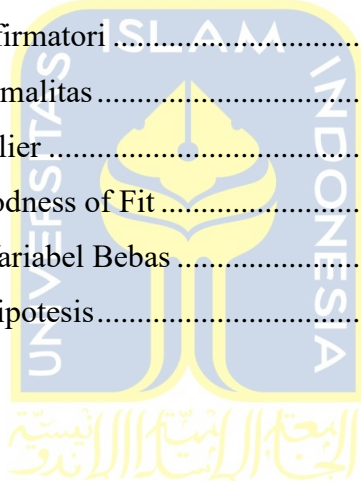 firmatori ........................................
malitas ...........................................
lier ..................................................
odness of Fit .................................
ariabel Bebas ...............................
ipotesis ..........................................
UNIVERSITAS ISLAM INDONESIA